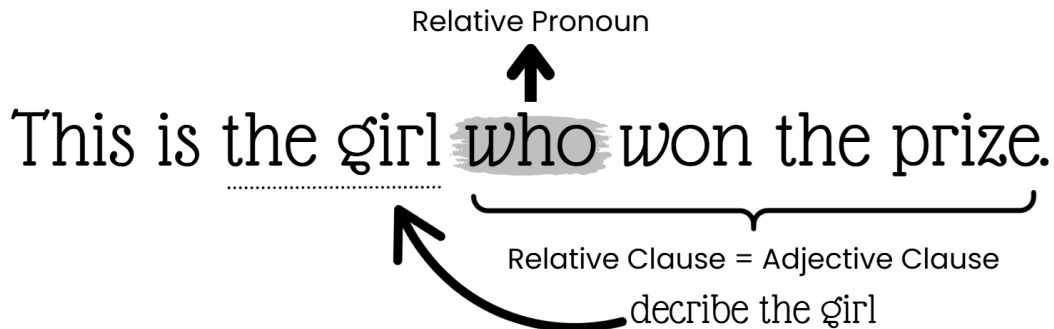 Relative Pronoun
This is the girl who won the prize.
Relative Clause = Adjective Clause
decribe the girl